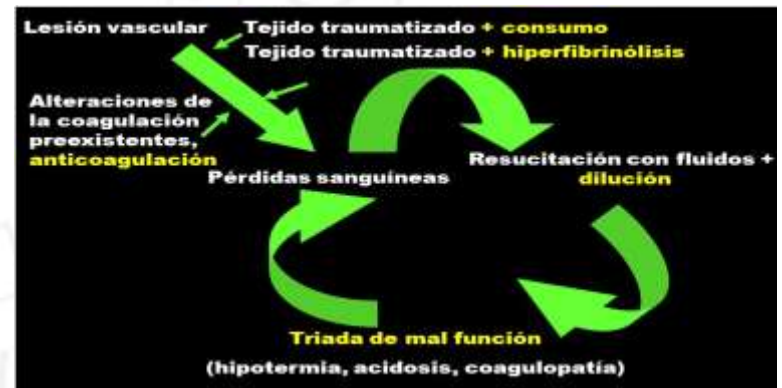 Lesión vascular
Tejido traumatizado + consumo
Tejido traumatizado + hiperfibrinólisis
Alteraciones de
la coagulación
preexistentes,
anticoagulación
Pérdidas sanguíneas
Resucitación con fluidos +
dilución
Triada de mal función
(hipotermia, acidosis, coagulopatía)